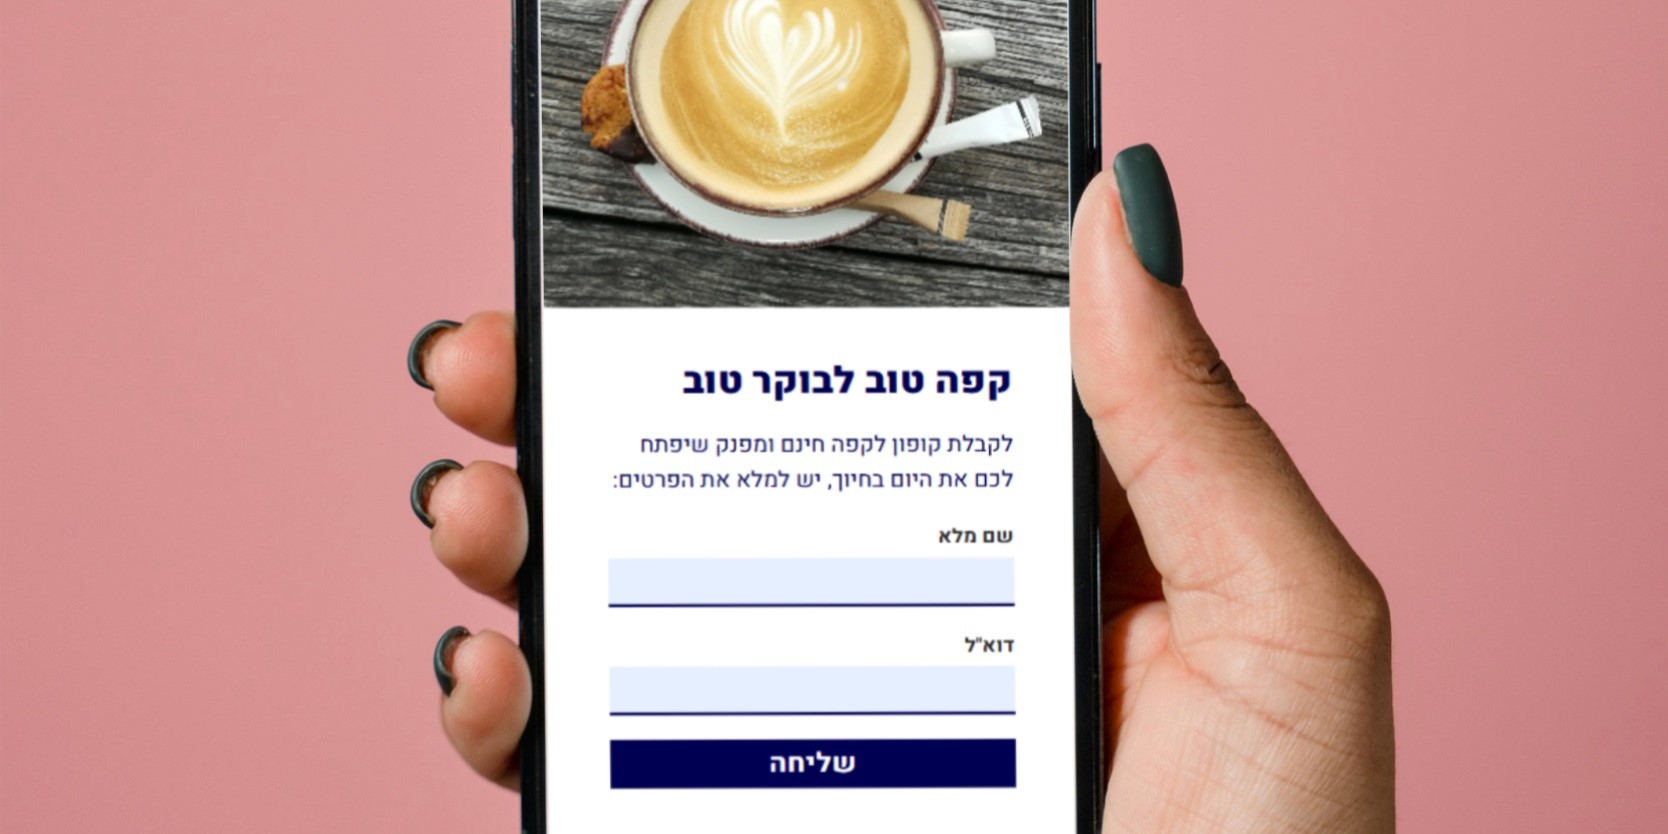 קפה טוב לבוקר טוב
לקבלת קופון לקפה חינם ומפנק שיפתח
לכם את היום בחיוך, יש למלא את הפרטים:
שם מלא
דוא"ל
שליחה